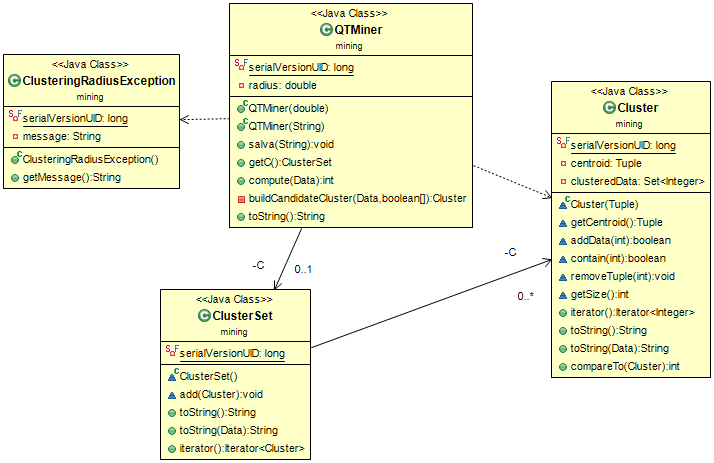 <<Java Class>>
QTMiner
mining
serialVersionUID: long
radius: double
QTMiner(double)
QTMiner(String)
salva(String):void
getC():ClusterSet
compute(Data):int
buildCandidateCluster(Data,boolean[]):Cluster
toString():String
<<Java Class>>
ClusteringRadiusException
mining
serialVersionUID: long
message: String
ClusteringRadiusException()
getMessage():String
<<Java Class>>
Cluster
mining
serialVersionUID: long
centroid: Tuple
clusteredData: Set<Integer>
Cluster(Tuple)
getCentroid():Tuple
addData(int):boolean
contain(int):boolean
removeTuple(int):void
getSize():int
iterator():Iterator<Integer>
toString():String
toString(Data):String
compareTo(Cluster):int
-C
0..1
-C
0..*
<<Java Class>>
ClusterSet
mining
serialVersionUID: long
ClusterSet()
add(Cluster):void
toString():String
toString(Data):String
iterator():Iterator<Cluster>